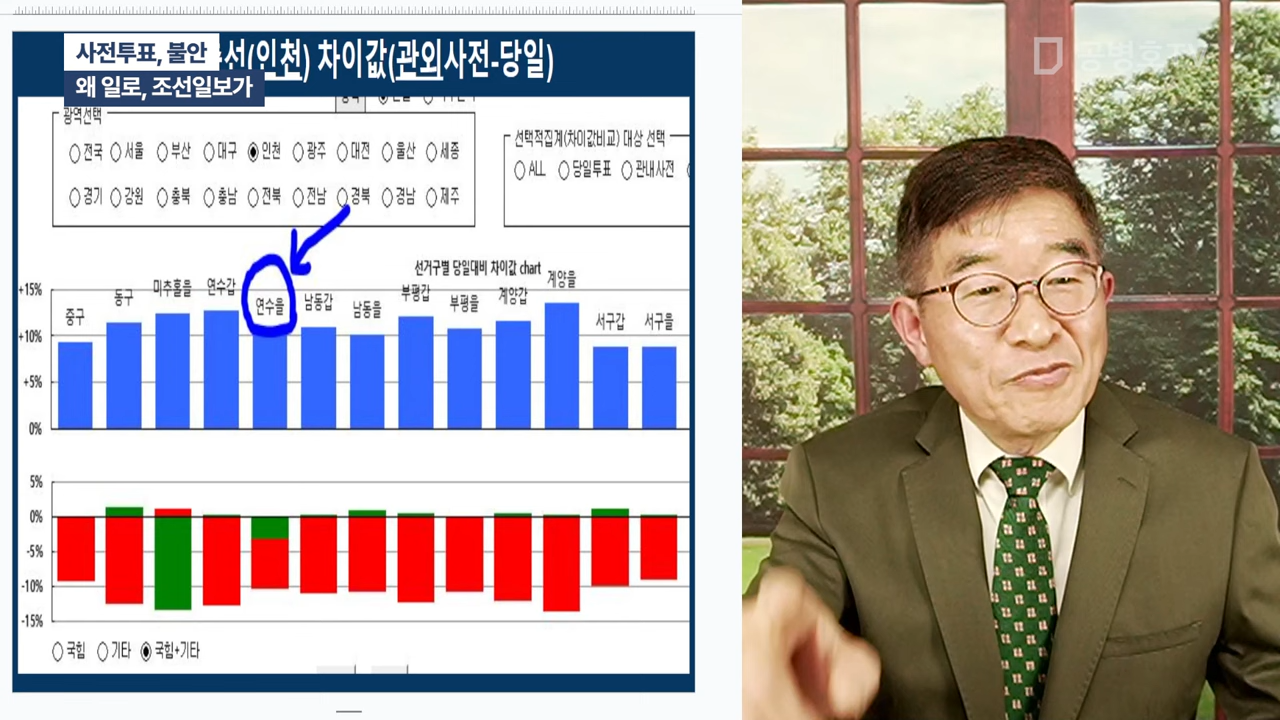 사전투표, 불안
왜 일로, 조선일보가
선(인천) 차이값(관외사전-당일)
광역선택
전국 서울 부산 대구 인천 광주 대전 울산 세종
경기 강원 충북 충남 전북 전남 경북 경남 제주
선택적집계(차이값비교) 대상 선택
ALL 당일투표 관내사전
선거구별 당일대비 차이값 chart
+15%
+10%
+5%
0%
중구 동구 미추홀을 연수갑 연수을 남동갑 남동을 부평갑 부평을 계양갑 계양을 서구갑 서구을
5%
0%
-5%
-10%
-15%
국힘 기타 국힘+기타
공병호